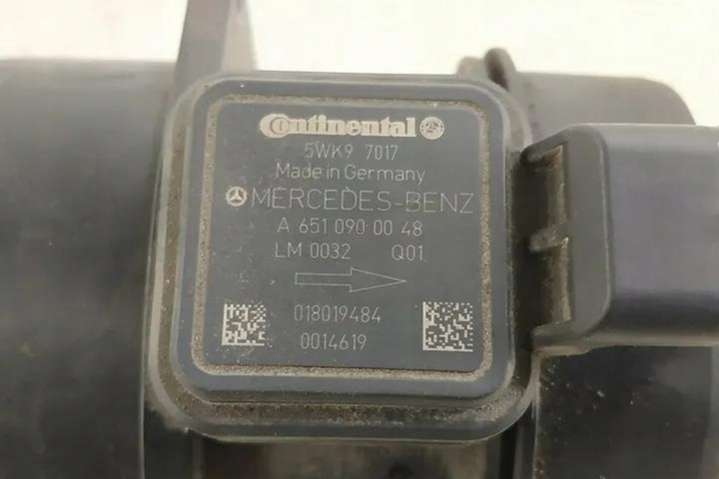 Continental
5WK9 7017
Made in Germany
MERCEDES-BENZ
A 651 090 00 48
LM 0032 Q01
018019484
0014619